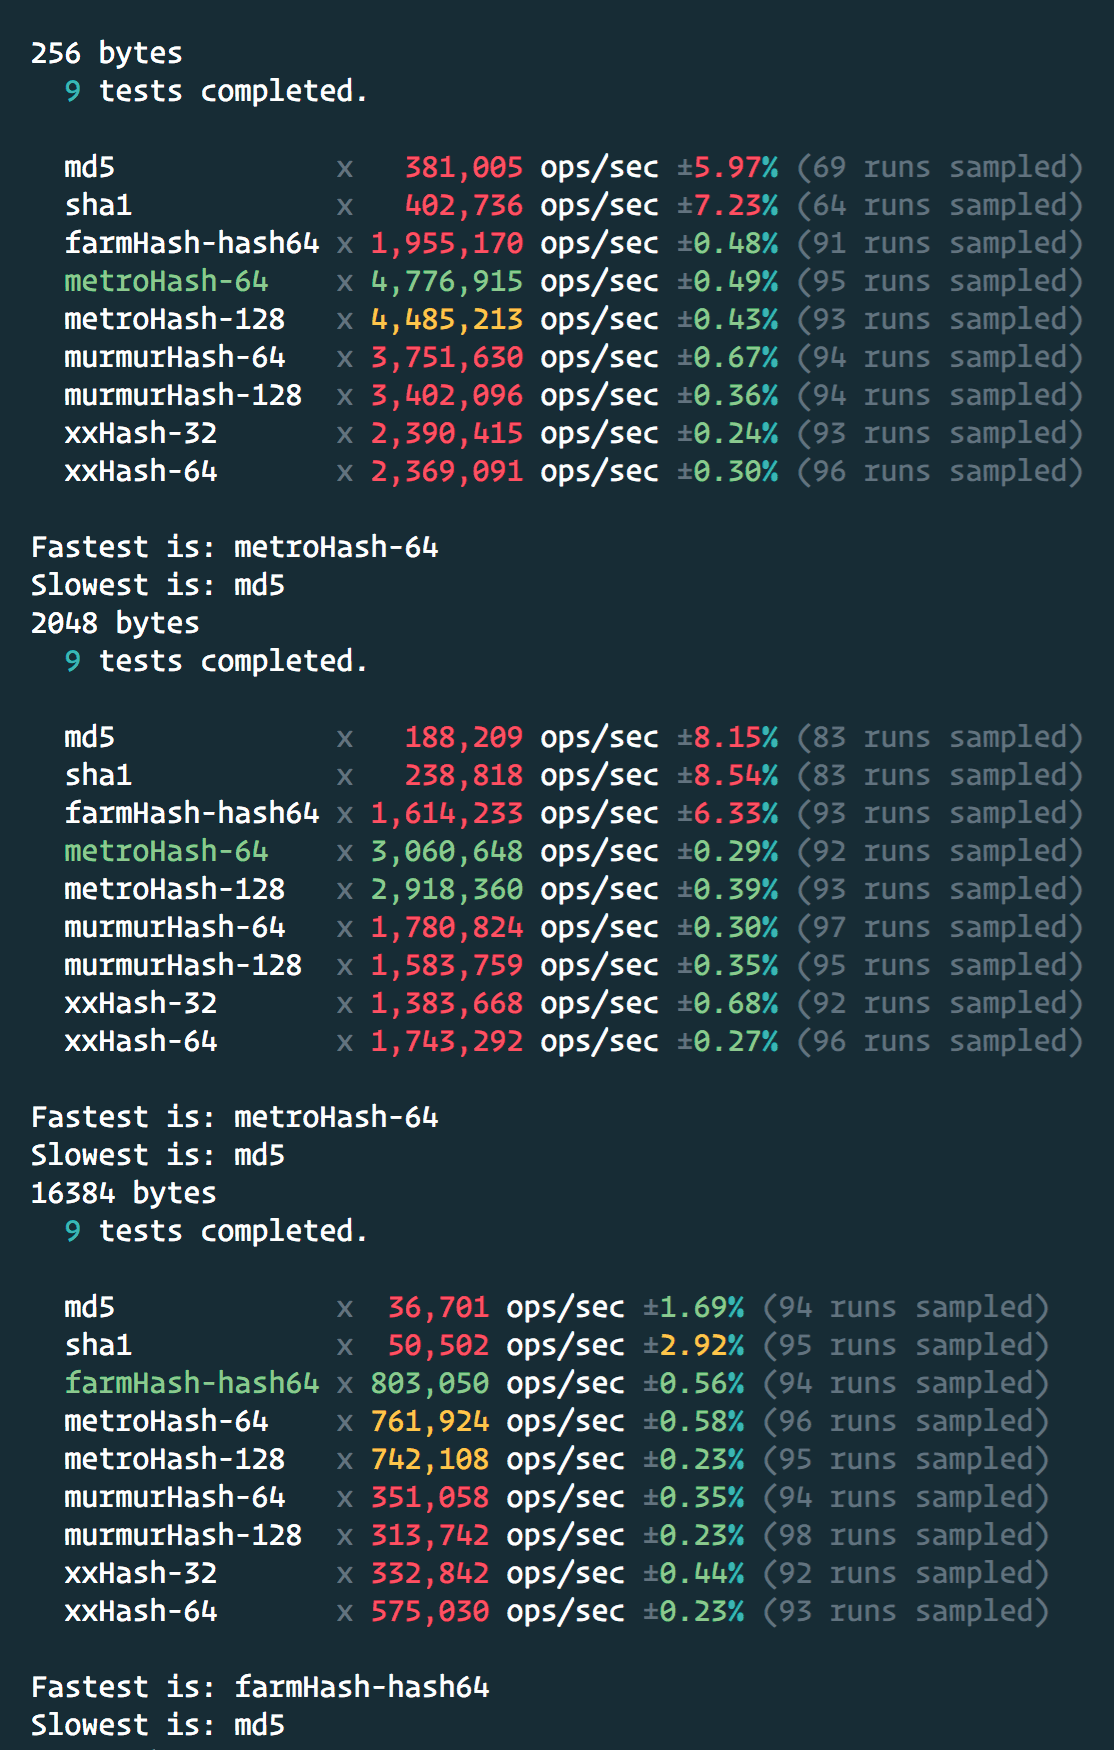 256 bytes
  9 tests completed.

  md5             x   381,005 ops/sec ±5.97% (69 runs sampled)
  sha1            x   402,736 ops/sec ±7.23% (64 runs sampled)
  farmHash-hash64 x 1,955,170 ops/sec ±0.48% (91 runs sampled)
  metroHash-64    x 4,776,915 ops/sec ±0.49% (95 runs sampled)
  metroHash-128   x 4,485,213 ops/sec ±0.43% (93 runs sampled)
  murmurHash-64   x 3,751,630 ops/sec ±0.67% (94 runs sampled)
  murmurHash-128  x 3,402,096 ops/sec ±0.36% (94 runs sampled)
  xxHash-32       x 2,390,415 ops/sec ±0.24% (93 runs sampled)
  xxHash-64       x 2,369,091 ops/sec ±0.30% (96 runs sampled)

Fastest is: metroHash-64
Slowest is: md5
2048 bytes
  9 tests completed.

  md5             x   188,209 ops/sec ±8.15% (83 runs sampled)
  sha1            x   238,818 ops/sec ±8.54% (83 runs sampled)
  farmHash-hash64 x 1,614,233 ops/sec ±6.33% (93 runs sampled)
  metroHash-64    x 3,060,648 ops/sec ±0.29% (92 runs sampled)
  metroHash-128   x 2,918,360 ops/sec ±0.39% (93 runs sampled)
  murmurHash-64   x 1,780,824 ops/sec ±0.30% (97 runs sampled)
  murmurHash-128  x 1,583,759 ops/sec ±0.35% (95 runs sampled)
  xxHash-32       x 1,383,668 ops/sec ±0.68% (92 runs sampled)
  xxHash-64       x 1,743,292 ops/sec ±0.27% (96 runs sampled)

Fastest is: metroHash-64
Slowest is: md5
16384 bytes
  9 tests completed.

  md5             x  36,701 ops/sec ±1.69% (94 runs sampled)
  sha1            x  50,502 ops/sec ±2.92% (95 runs sampled)
  farmHash-hash64 x 803,050 ops/sec ±0.56% (94 runs sampled)
  metroHash-64    x 761,924 ops/sec ±0.58% (96 runs sampled)
  metroHash-128   x 742,108 ops/sec ±0.23% (95 runs sampled)
  murmurHash-64   x 351,058 ops/sec ±0.35% (94 runs sampled)
  murmurHash-128  x 313,742 ops/sec ±0.23% (98 runs sampled)
  xxHash-32       x 332,842 ops/sec ±0.44% (92 runs sampled)
  xxHash-64       x 575,030 ops/sec ±0.23% (93 runs sampled)

Fastest is: farmHash-hash64
Slowest is: md5